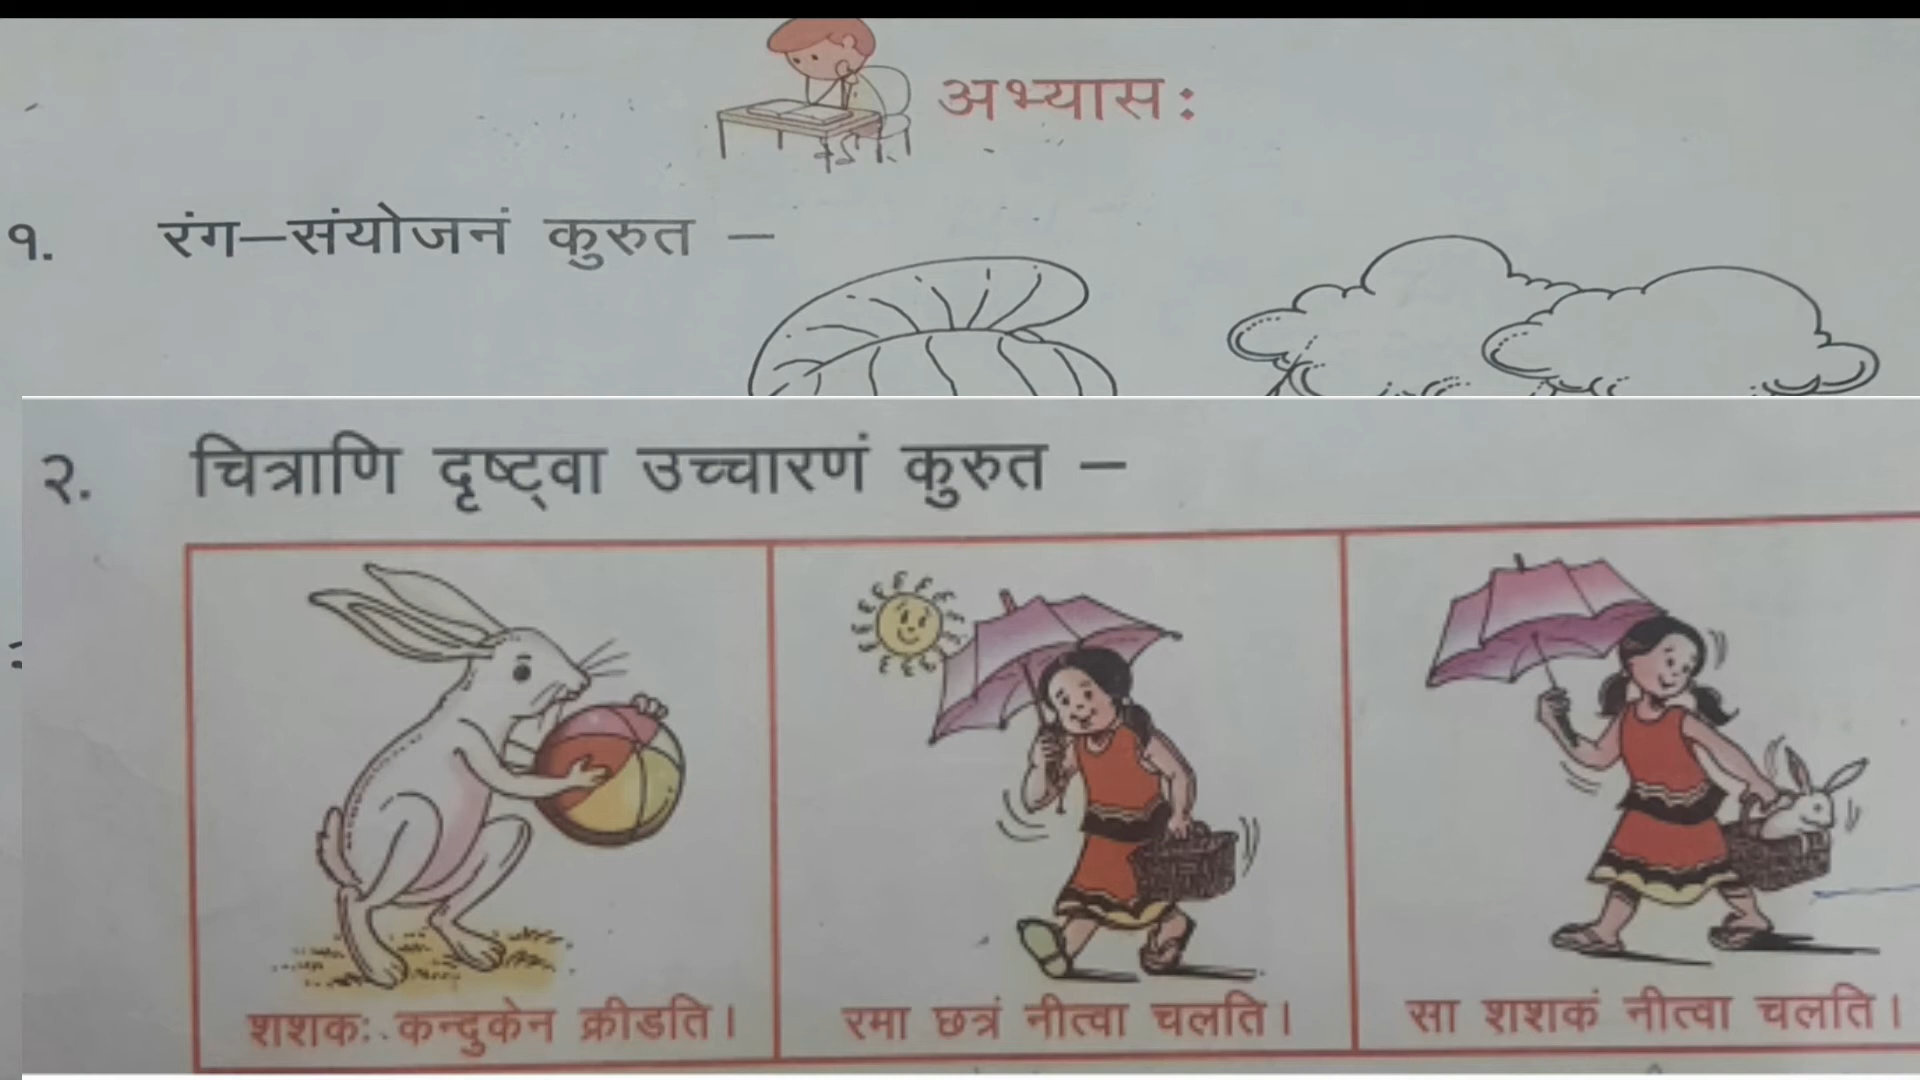 अभ्यासः
१. रंग–संयोजनं कुरुत –
२. चित्राणि दृष्ट्वा उच्चारणं कुरुत –
शशकः कन्दुकेन क्रीडति।
रमा छत्रं नीत्वा चलति।
सा शशकं नीत्वा चलति।